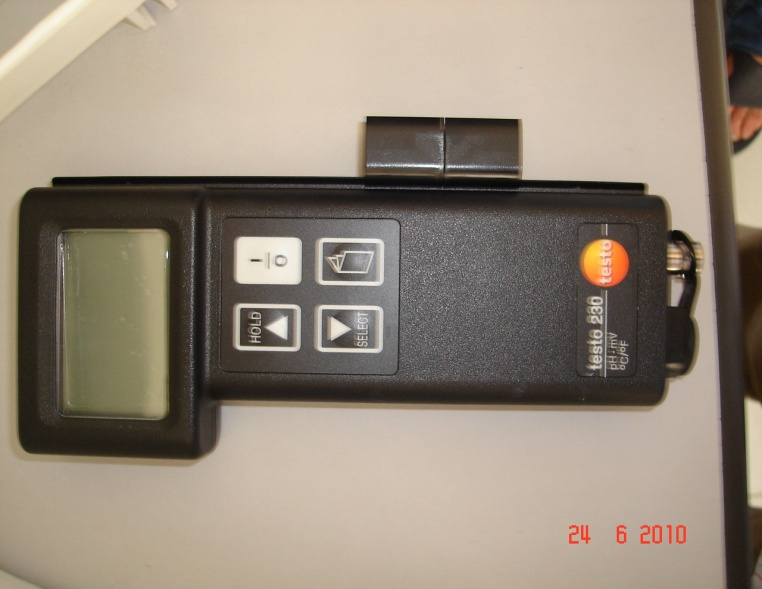 I
O
HOLD
SELECT
testo
testo 230
pH-mV
°C/°F
24 6 2010